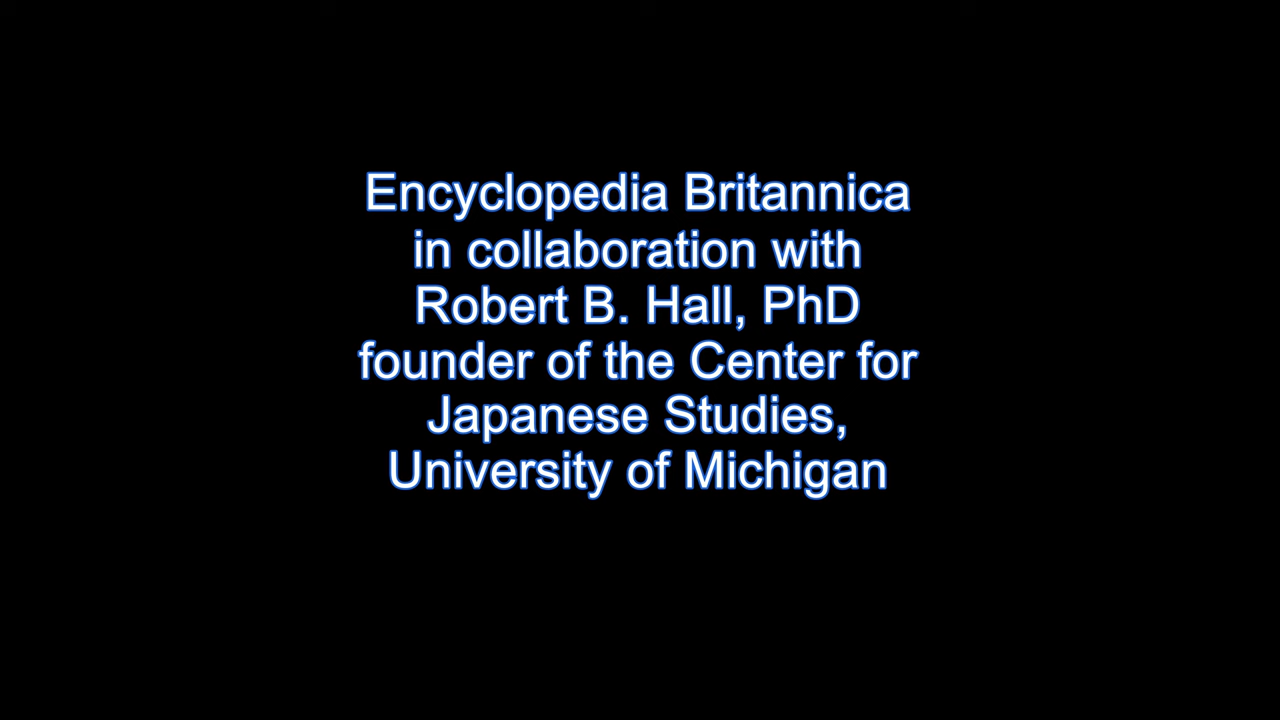 Encyclopedia Britannica
in collaboration with
Robert B. Hall, PhD
founder of the Center for
Japanese Studies,
University of Michigan